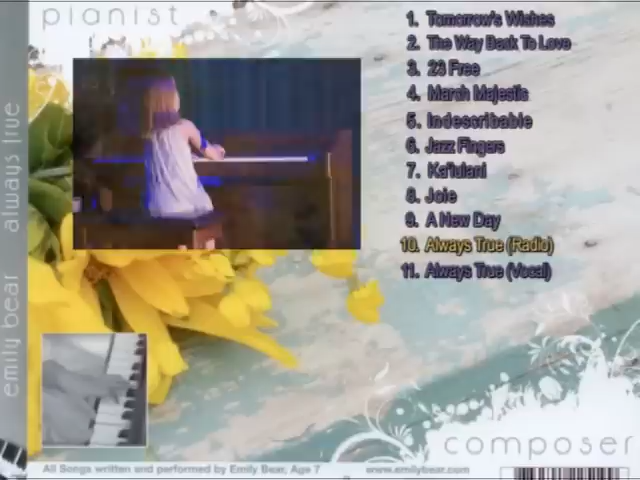 pianist
1. Tomorrow's Wishes
2. The Way Back To Love
3. 23 Free
4. March Majestic
5. Indescribable
6. Jazz Fingers
7. Ka'iulani
8. Joie
9. A New Day
10. Always True (Radio)
11. Always True (Vocal)
emily bear always true
composer
All Songs written and performed by Emily Bear, Age 7 www.emilybear.com